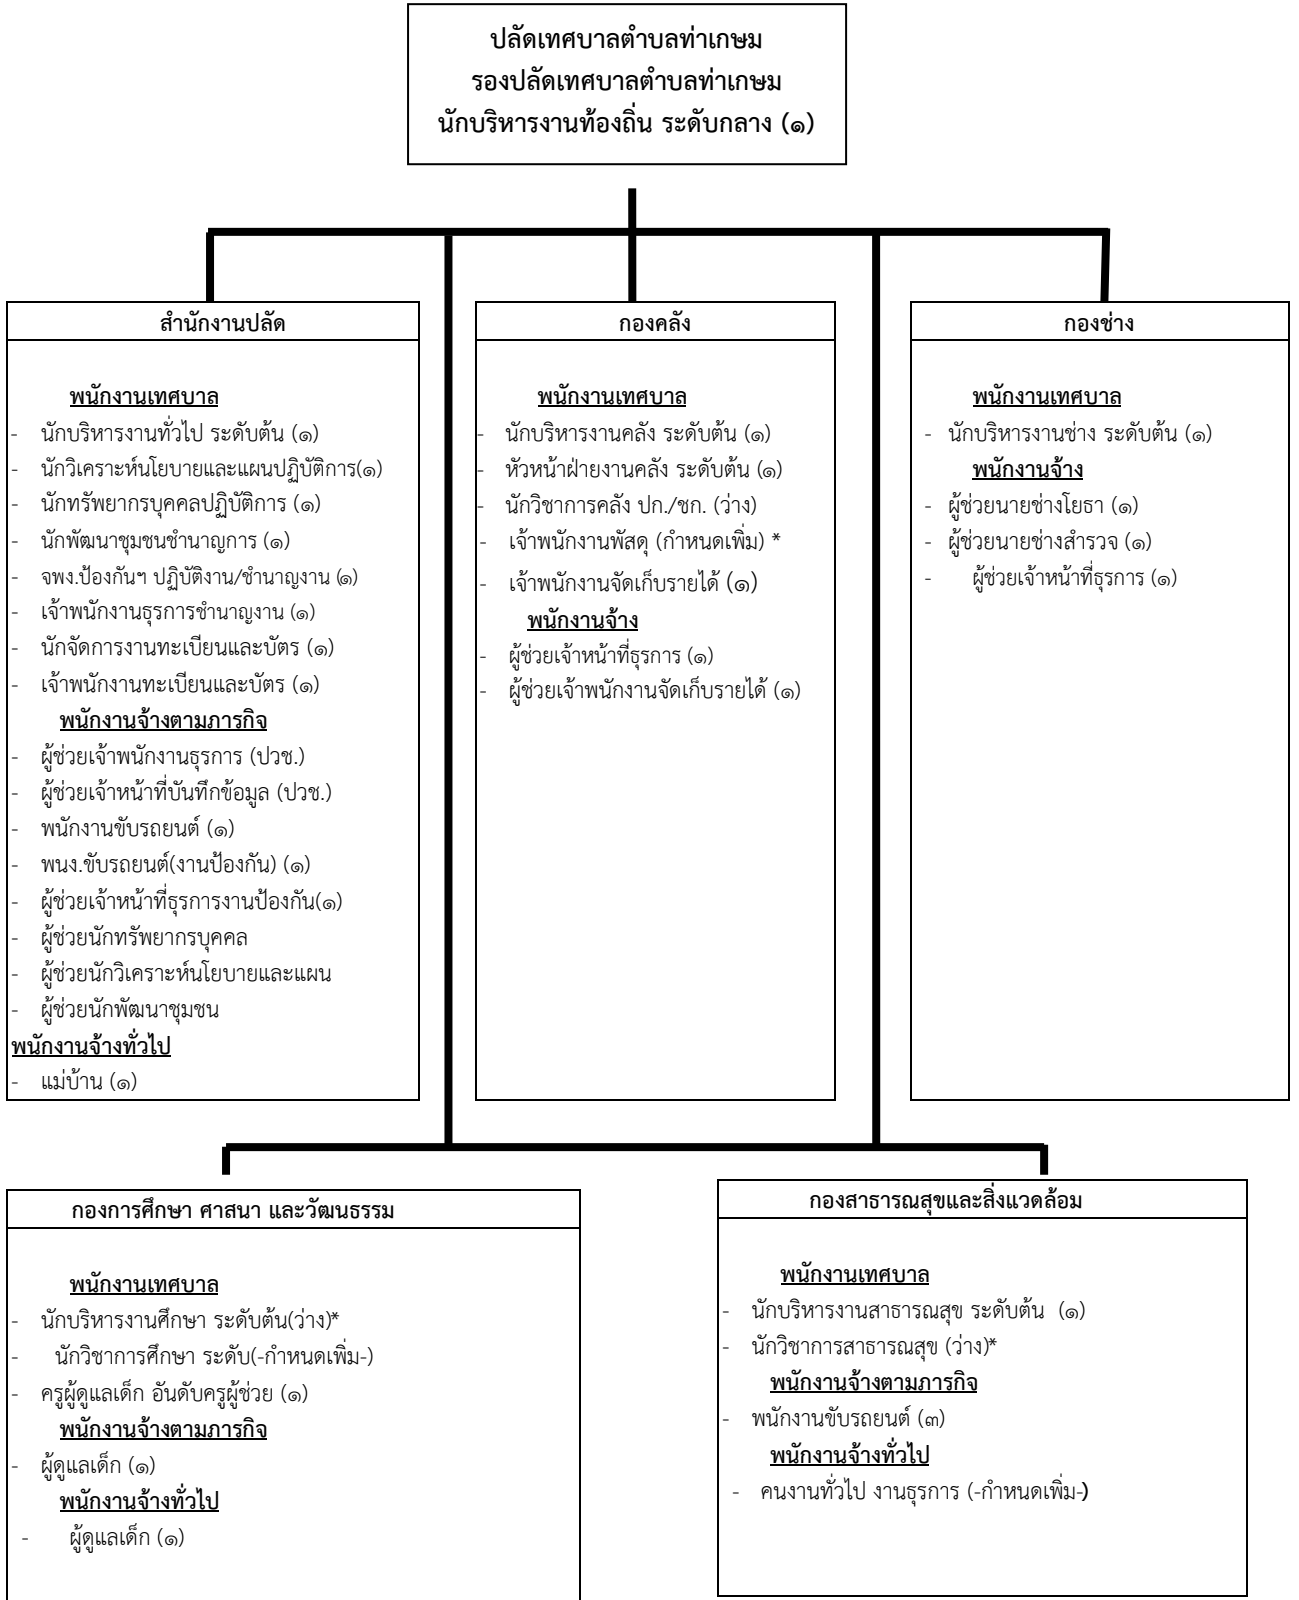 ปลัดเทศบาลตำบลท่าเกษม
รองปลัดเทศบาลตำบลท่าเกษม
นักบริหารงานท้องถิ่น ระดับกลาง (๑)
สำนักงานปลัด
พนักงานเทศบาล
- นักบริหารงานทั่วไป ระดับต้น (๑)
- นักวิเคราะห์นโยบายและแผนปฏิบัติการ(๑)
- นักทรัพยากรบุคคลปฏิบัติการ (๑)
- นักพัฒนาชุมชนชำนาญการ (๑)
- จพง.ป้องกันฯ ปฏิบัติงาน/ชำนาญงาน (๑)
- เจ้าพนักงานธุรการชำนาญงาน (๑)
- นักจัดการงานทะเบียนและบัตร (๑)
- เจ้าพนักงานทะเบียนและบัตร (๑)
พนักงานจ้างตามภารกิจ
- ผู้ช่วยเจ้าพนักงานธุรการ (ปวช.)
- ผู้ช่วยเจ้าหน้าที่บันทึกข้อมูล (ปวช.)
- พนักงานขับรถยนต์ (๑)
- พนง.ขับรถยนต์(งานป้องกัน) (๑)
- ผู้ช่วยเจ้าหน้าที่ธุรการงานป้องกัน(๑)
- ผู้ช่วยนักทรัพยากรบุคคล
- ผู้ช่วยนักวิเคราะห์นโยบายและแผน
- ผู้ช่วยนักพัฒนาชุมชน
พนักงานจ้างทั่วไป
- แม่บ้าน (๑)
กองคลัง
พนักงานเทศบาล
- นักบริหารงานคลัง ระดับต้น (๑)
- หัวหน้าฝ่ายงานคลัง ระดับต้น (๑)
- นักวิชาการคลัง ปก./ชก. (ว่าง)
- เจ้าพนักงานพัสดุ (กำหนดเพิ่ม) *
- เจ้าพนักงานจัดเก็บรายได้ (๑)
พนักงานจ้าง
- ผู้ช่วยเจ้าหน้าที่ธุรการ (๑)
- ผู้ช่วยเจ้าพนักงานจัดเก็บรายได้ (๑)
กองช่าง
พนักงานเทศบาล
- นักบริหารงานช่าง ระดับต้น (๑)
พนักงานจ้าง
- ผู้ช่วยนายช่างโยธา (๑)
- ผู้ช่วยนายช่างสำรวจ (๑)
- ผู้ช่วยเจ้าหน้าที่ธุรการ (๑)
กองการศึกษา ศาสนา และวัฒนธรรม
พนักงานเทศบาล
- นักบริหารงานศึกษา ระดับต้น(ว่าง)*
- นักวิชาการศึกษา ระดับ(-กำหนดเพิ่ม-)
- ครูผู้ดูแลเด็ก อันดับครูผู้ช่วย (๑)
พนักงานจ้างตามภารกิจ
- ผู้ดูแลเด็ก (๑)
พนักงานจ้างทั่วไป
- ผู้ดูแลเด็ก (๑)
กองสาธารณสุขและสิ่งแวดล้อม
พนักงานเทศบาล
- นักบริหารงานสาธารณสุข ระดับต้น (๑)
- นักวิชาการสาธารณสุข (ว่าง)*
พนักงานจ้างตามภารกิจ
- พนักงานขับรถยนต์ (๓)
พนักงานจ้างทั่วไป
- คนงานทั่วไป งานธุรการ (-กำหนดเพิ่ม-)